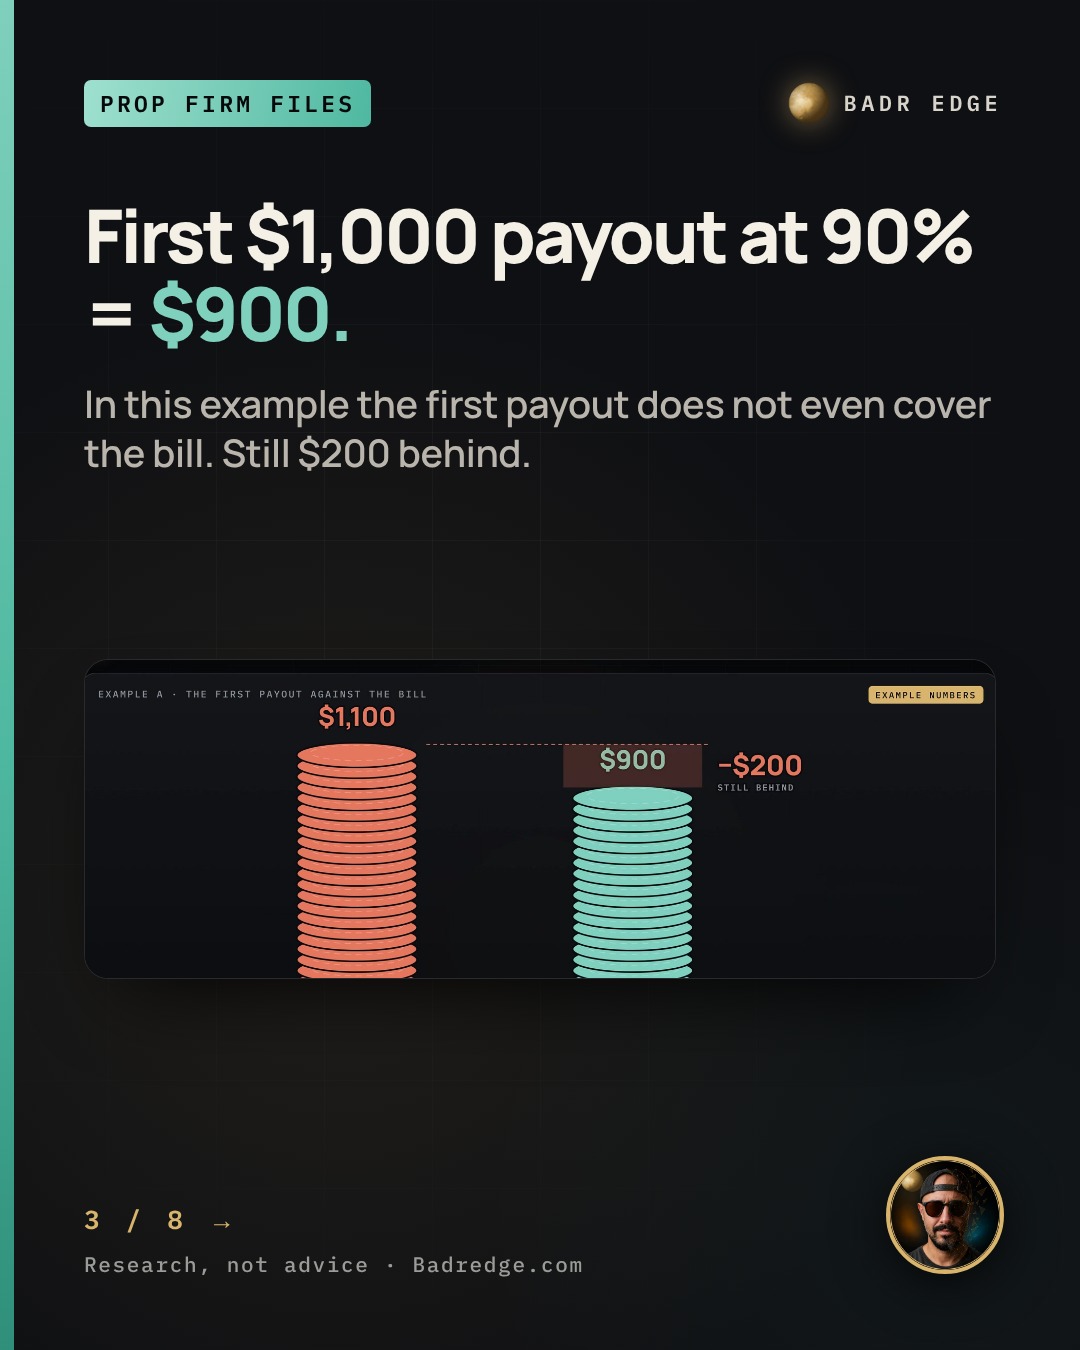 PROP FIRM FILES
BADR EDGE
First $1,000 payout at 90%
= $900.
In this example the first payout does not even cover
the bill. Still $200 behind.
EXAMPLE A · THE FIRST PAYOUT AGAINST THE BILL
EXAMPLE NUMBERS
$1,100
$900
−$200
STILL BEHIND
3 / 8 →
Research, not advice · Badredge.com